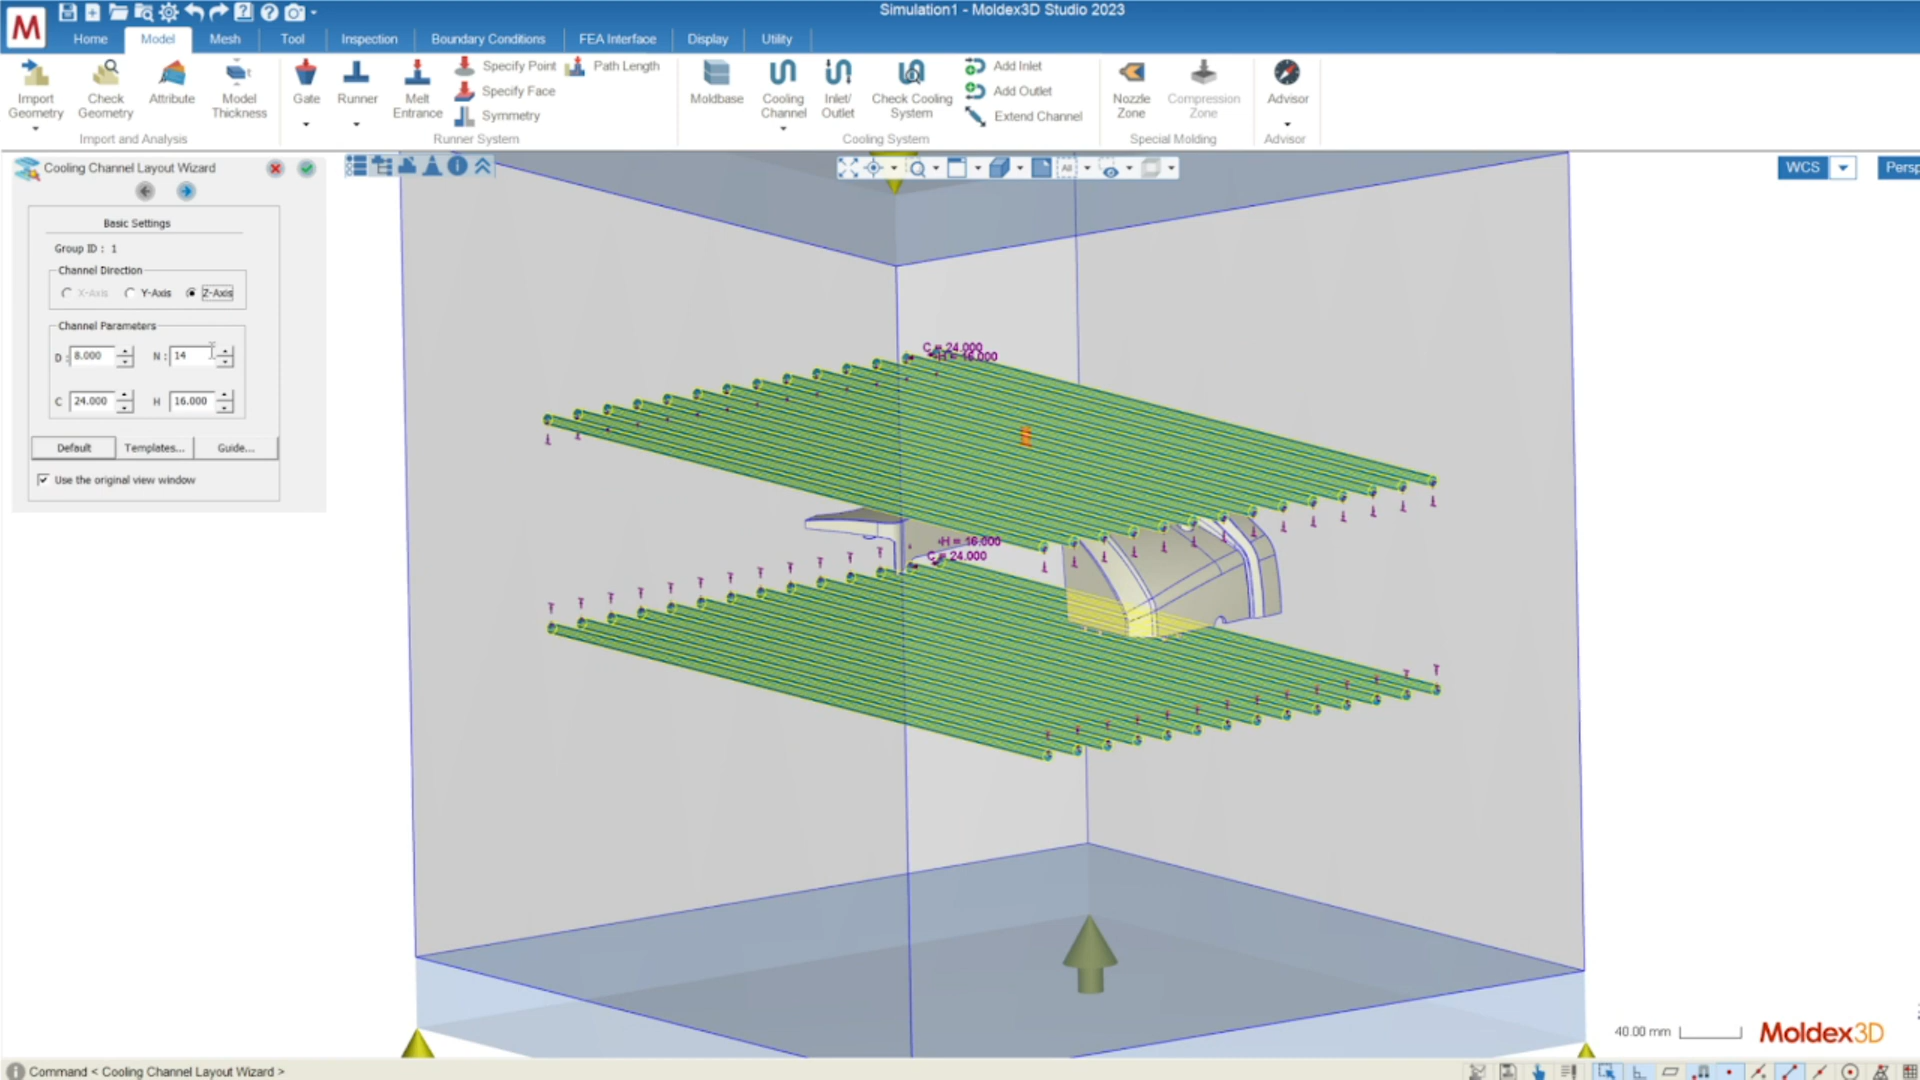 Simulation1 - Moldex3D Studio 2023
M
Home Model Mesh Tool Inspection Boundary Conditions FEA Interface Display Utility
Import Geometry
Check Geometry
Attribute
Model Thickness
Gate
Runner
Melt Entrance
Specify Point
Specify Face
Symmetry
Path Length
Moldbase
Cooling Channel
Inlet/ Outlet
Check Cooling System
Add Inlet
Add Outlet
Extend Channel
Nozzle Zone
Compression Zone
Advisor
Import and Analysis
Runner System
Cooling System
Special Molding
Advisor
Cooling Channel Layout Wizard
WCS
Persp
Basic Settings
Group ID : 1
Channel Direction
X-Axis Y-Axis Z-Axis
Channel Parameters
D : 8.000 N : 14
C 24.000 H 16.000
Default Templates... Guide...
Use the original view window
C = 24.000
H = 16.000
H = 16.000
C = 24.000
40.00 mm
Moldex3D
Command < Cooling Channel Layout Wizard >